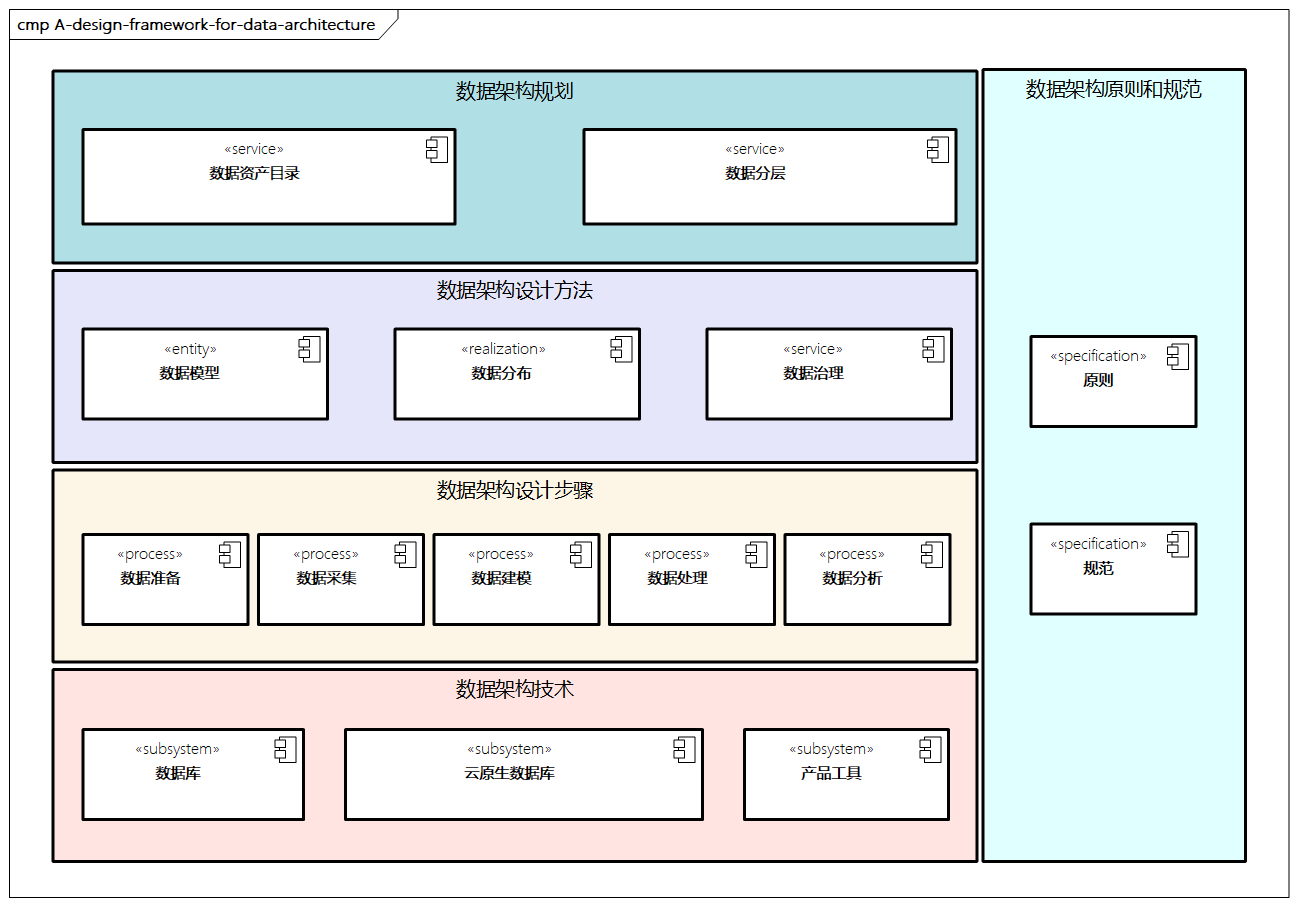 cmp A-design-framework-for-data-architecture
数据架构规划
«service»
数据资产目录
«service»
数据分层
数据架构设计方法
«entity»
数据模型
«realization»
数据分布
«service»
数据治理
数据架构设计步骤
«process»
数据准备
«process»
数据采集
«process»
数据建模
«process»
数据处理
«process»
数据分析
数据架构技术
«subsystem»
数据库
«subsystem»
云原生数据库
«subsystem»
产品工具
数据架构原则和规范
«specification»
原则
«specification»
规范